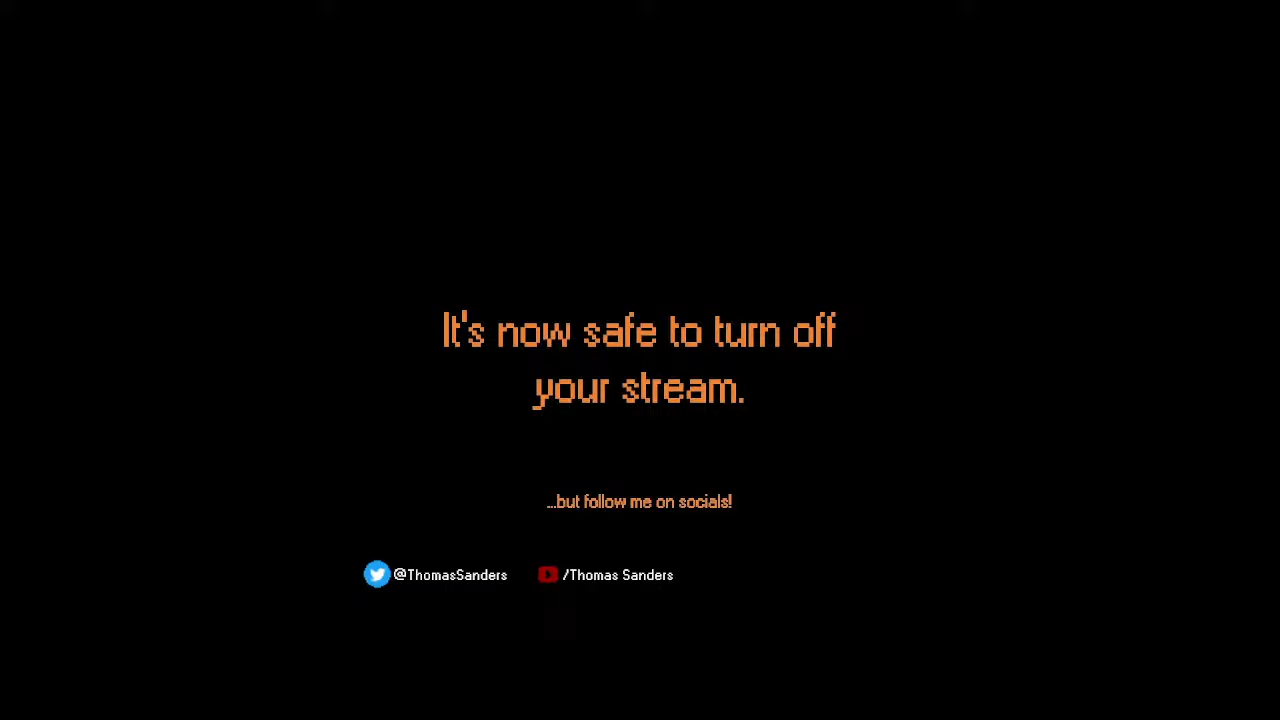 It's now safe to turn off
your stream.
...but follow me on socials!
@ThomasSanders /Thomas Sanders